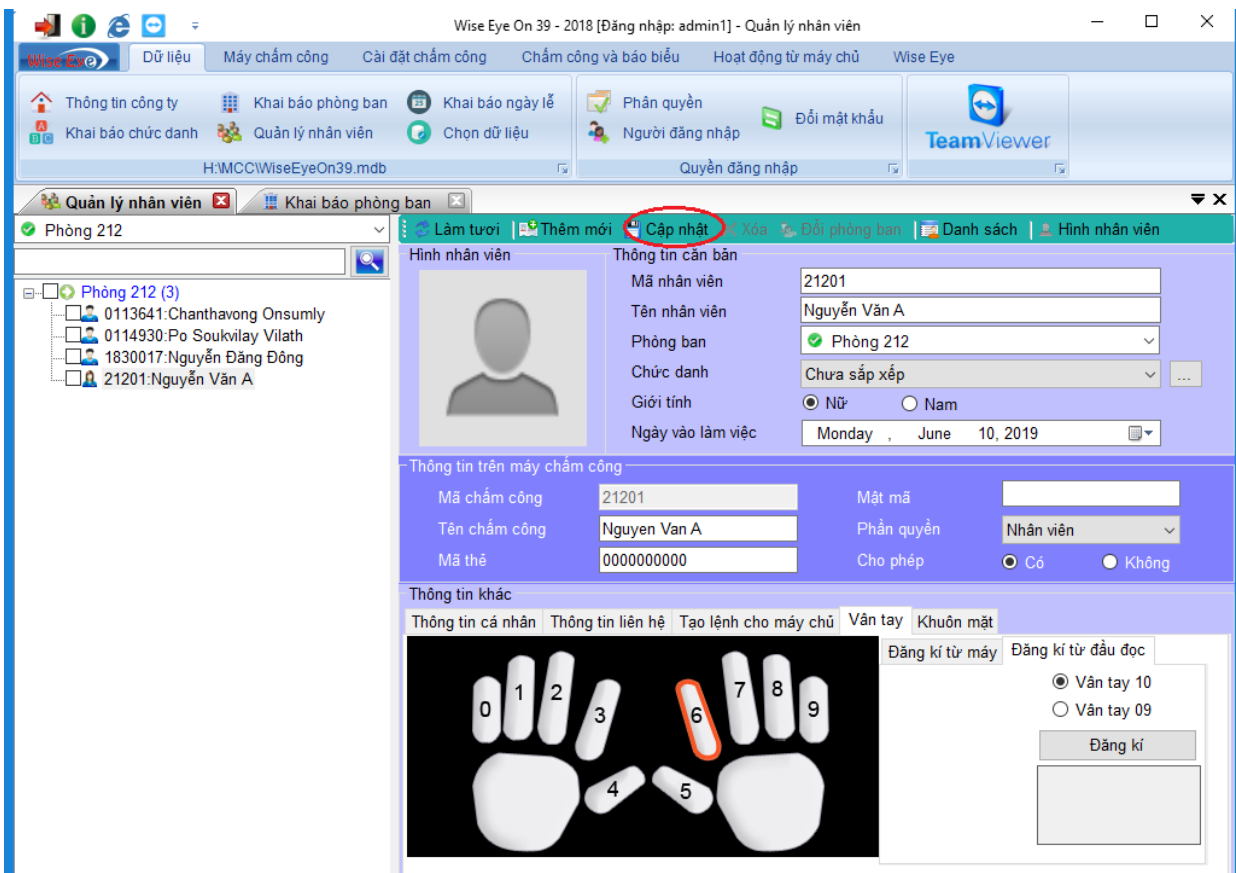 Wise Eye On 39 - 2018 [Đăng nhập: admin1] - Quản lý nhân viên
Wise Eye Dữ liệu Máy chấm công Cài đặt chấm công Chấm công và báo biểu Hoạt động từ máy chủ Wise Eye
Thông tin công ty Khai báo phòng ban Khai báo ngày lễ Phân quyền
Khai báo chức danh Quản lý nhân viên Chọn dữ liệu Người đăng nhập Đổi mật khẩu TeamViewer
H:\MCC\WiseEyeOn39.mdb Quyền đăng nhập
Quản lý nhân viên Khai báo phòng ban
Phòng 212
Làm tươi Thêm mới Cập nhật Xóa Đổi phòng ban Danh sách Hình nhân viên
Phòng 212 (3)
0113641:Chanthavong Onsumly
0114930:Po Soukvilay Vilath
1830017:Nguyễn Đăng Đông
21201:Nguyễn Văn A
Hình nhân viên
Thông tin căn bản
Mã nhân viên 21201
Tên nhân viên Nguyễn Văn A
Phòng ban Phòng 212
Chức danh Chưa sắp xếp ...
Giới tính Nữ Nam
Ngày vào làm việc Monday , June 10, 2019
Thông tin trên máy chấm công
Mã chấm công 21201 Mật mã
Tên chấm công Nguyen Van A Phần quyền Nhân viên
Mã thẻ 0000000000 Cho phép Có Không
Thông tin khác
Thông tin cá nhân Thông tin liên hệ Tạo lệnh cho máy chủ Vân tay Khuôn mặt
0 1 2 3 4 5 6 7 8 9
Đăng kí từ máy Đăng kí từ đầu đọc
Vân tay 10
Vân tay 09
Đăng kí